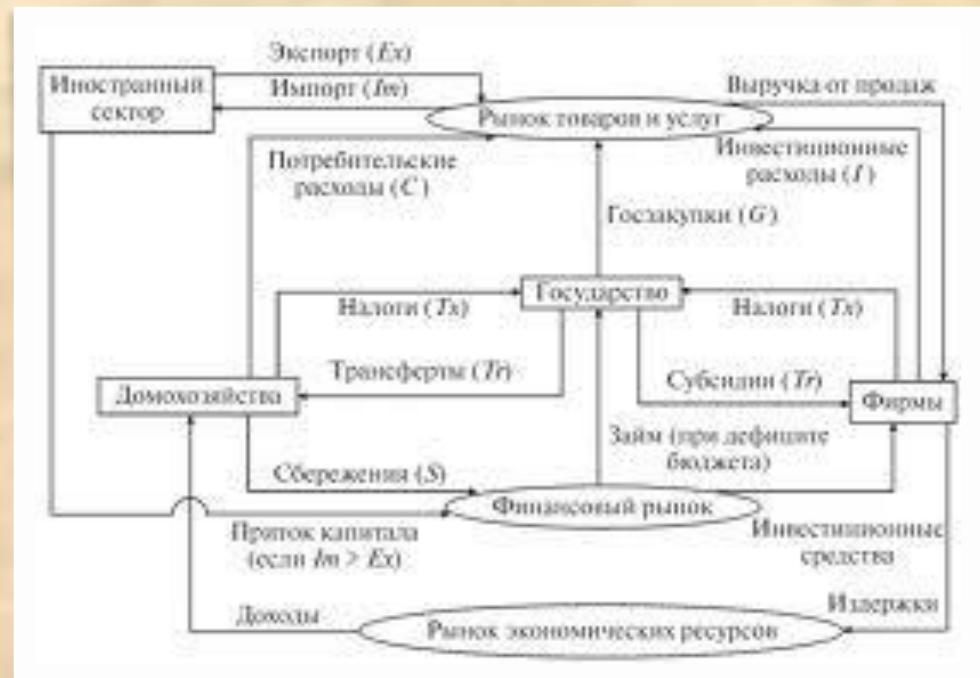 Экспорт (Ex)
Иностранный
сектор
Импорт (Im)
Выручка от продаж
Рынок товаров и услуг
Потребительские
расходы (C)
Инвестиционные
расходы (I)
Госзакупки (G)
Государство
Налоги (Tx)
Налоги (Tx)
Трансферты (Tr)
Субсидии (Tr)
Домохозяйства
Фирмы
Займ (при дефиците
бюджета)
Сбережения (S)
Финансовый рынок
Приток капитала
(если Im > Ex)
Инвестиционные
средства
Доходы
Издержки
Рынок экономических ресурсов